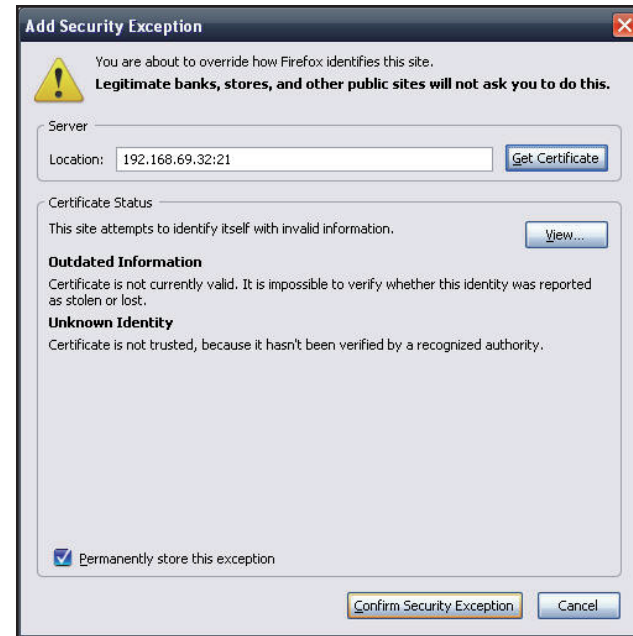 Add Security Exception
You are about to override how Firefox identifies this site.
Legitimate banks, stores, and other public sites will not ask you to do this.
Server
Location: 192.168.69.32:21 Get Certificate
Certificate Status
This site attempts to identify itself with invalid information. View...
Outdated Information
Certificate is not currently valid. It is impossible to verify whether this identity was reported
as stolen or lost.
Unknown Identity
Certificate is not trusted, because it hasn't been verified by a recognized authority.
Permanently store this exception
Confirm Security Exception Cancel